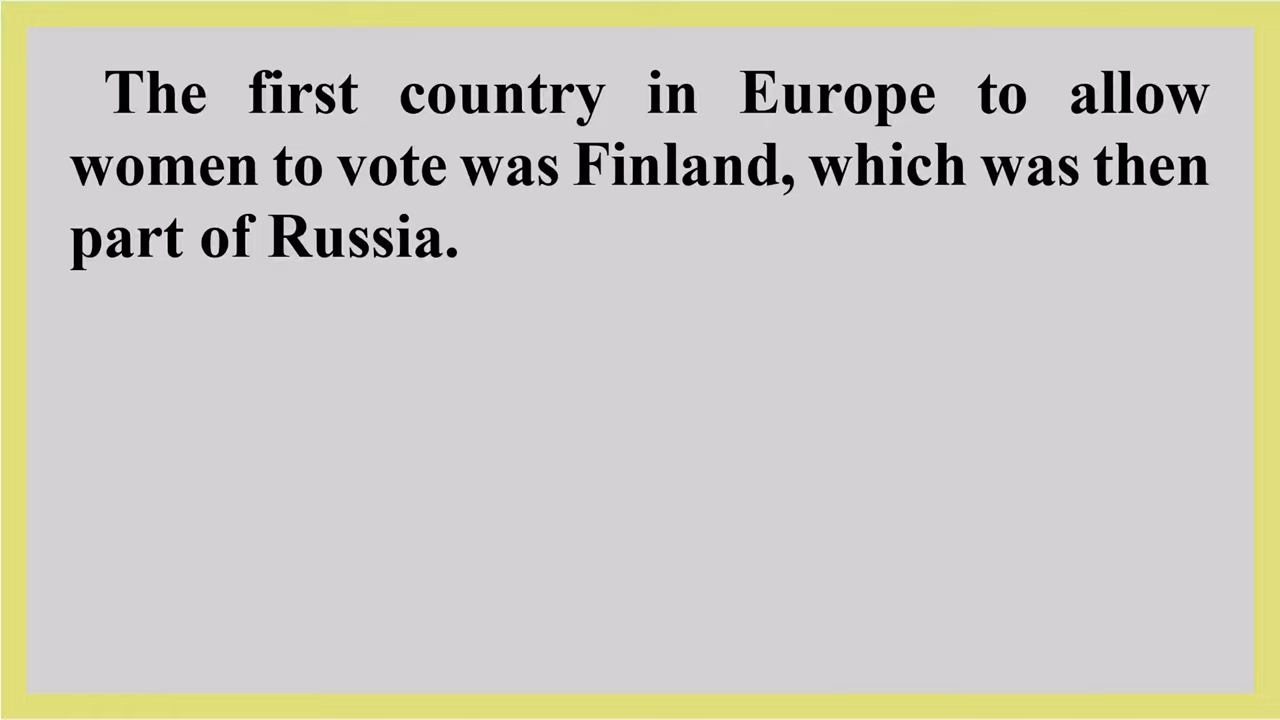 The first country in Europe to allow
women to vote was Finland, which was then
part of Russia.